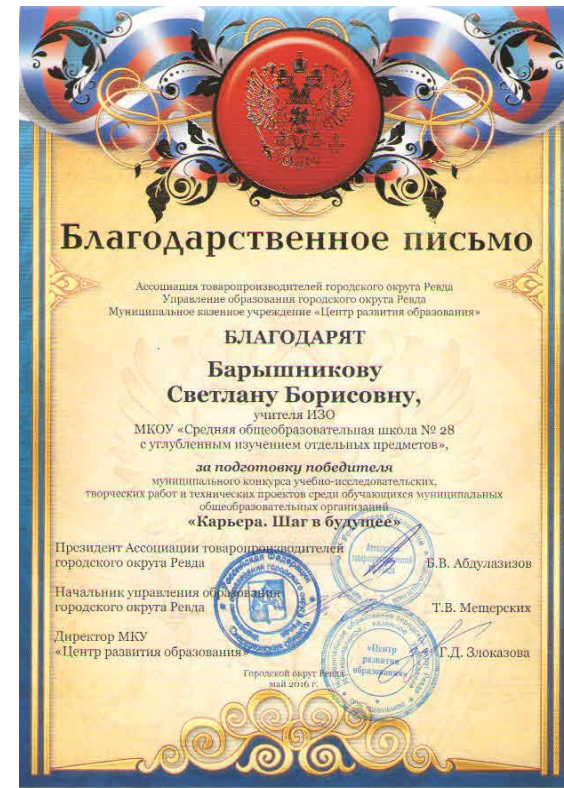 Благодарственное письмо
Ассоциация товаропроизводителей городского округа Ревда
Управление образования городского округа Ревда
Муниципальное казенное учреждение «Центр развития образования»
БЛАГОДАРЯТ
Барышникову
Светлану Борисовну,
учителя ИЗО
МКОУ «Средняя общеобразовательная школа № 28
с углубленным изучением отдельных предметов»,
за подготовку победителя
муниципального конкурса учебно-исследовательских,
творческих работ и технических проектов среди обучающихся муниципальных
общеобразовательных организаций
«Карьера. Шаг в будущее»
Президент Ассоциации товаропроизводителей
городского округа Ревда Б.В. Абдулазизов
Начальник управления образования
городского округа Ревда Т.В. Мещерских
Директор МКУ
«Центр развития образования» Г.Д. Злоказова
Городской округ Ревда
май 2016 г.
Российская Федерация
«Центр
развития
образования»